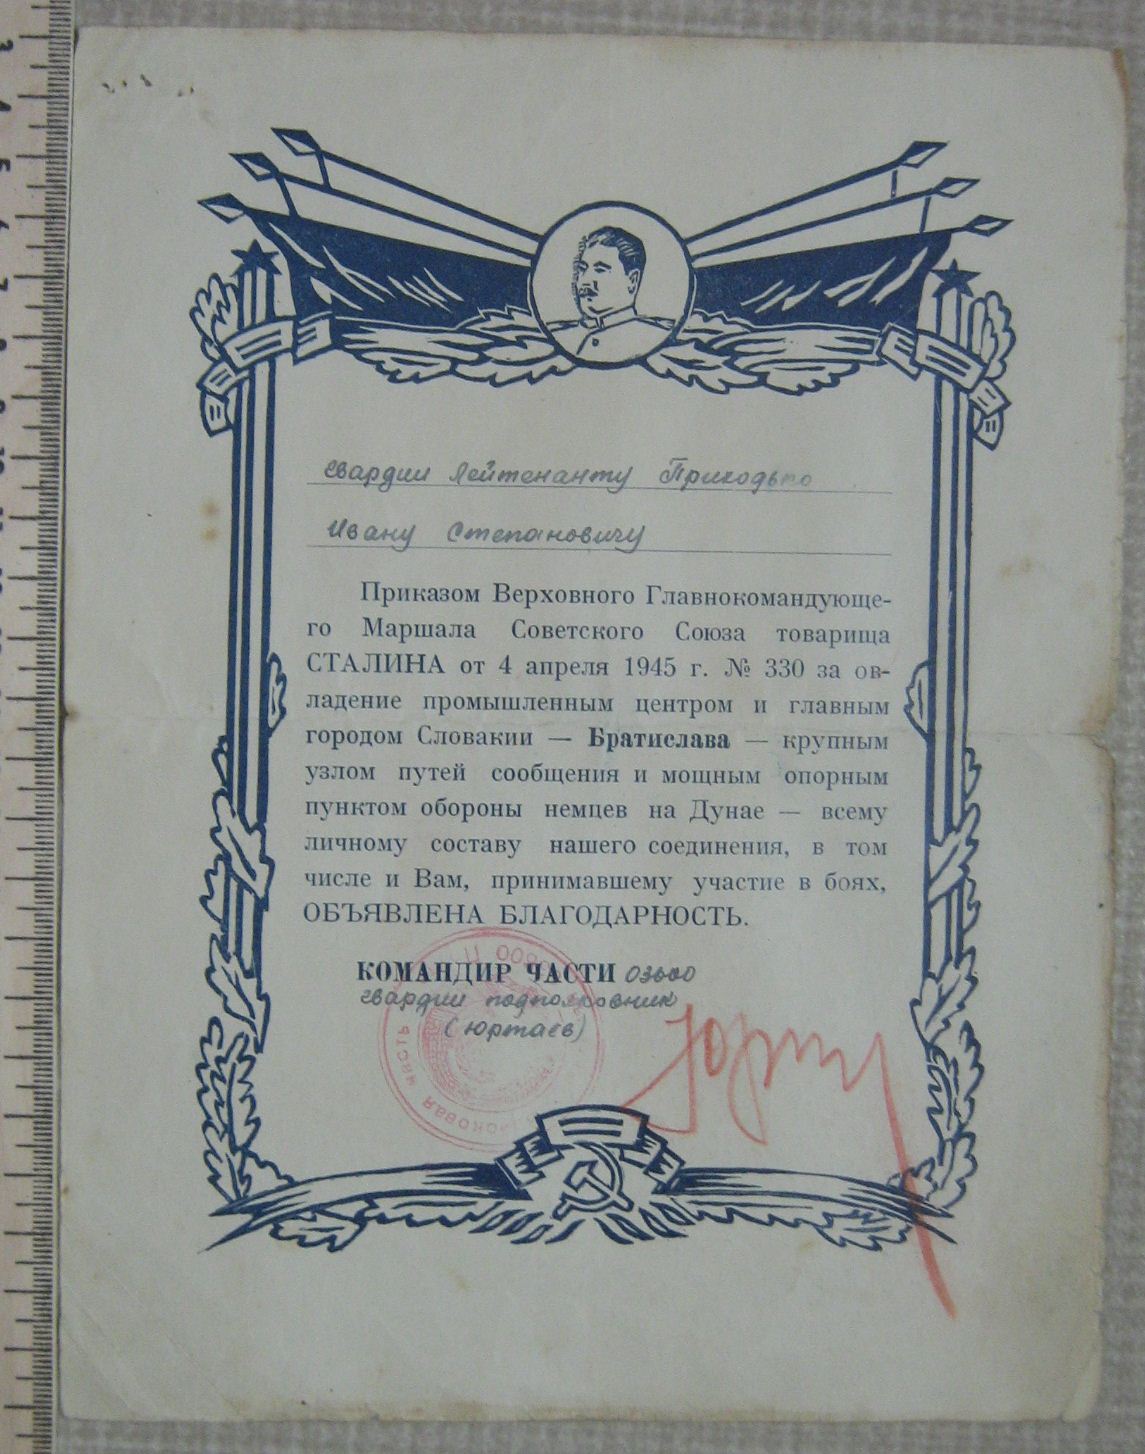 гвардии лейтенанту Приходько
Ивану Степановичу
Приказом Верховного Главнокомандующе-
го Маршала Советского Союза товарища
СТАЛИНА от 4 апреля 1945 г. № 330 за ов-
ладение промышленным центром и главным
городом Словакии — Братислава — крупным
узлом путей сообщения и мощным опорным
пунктом обороны немцев на Дунае — всему
личному составу нашего соединения, в том
числе и Вам, принимавшему участие в боях,
ОБЪЯВЛЕНА БЛАГОДАРНОСТЬ.
КОМАНДИР ЧАСТИ
гвардии подполковник
(Юртаев)
часть